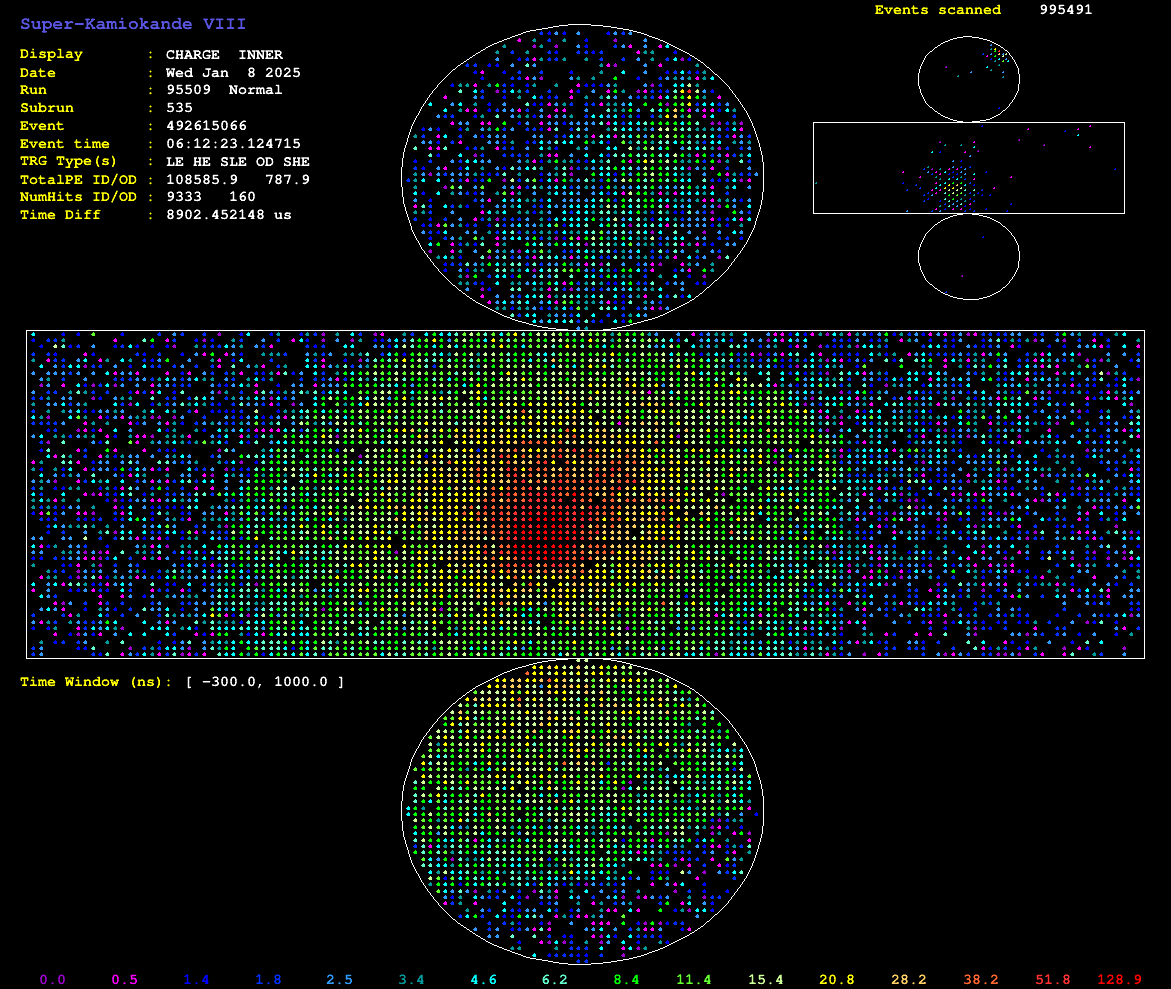 Super-Kamiokande VIII
Events scanned 995491
Display : CHARGE INNER
Date : Wed Jan 8 2025
Run : 95509 Normal
Subrun : 535
Event : 492615066
Event time : 06:12:23.124715
TRG Type(s) : LE HE SLE OD SHE
TotalPE ID/OD : 108585.9 787.9
NumHits ID/OD : 9333 160
Time Diff : 8902.452148 us
Time Window (ns): [ -300.0, 1000.0 ]
0.0 0.5 1.4 1.8 2.5 3.4 4.6 6.2 8.4 11.4 15.4 20.8 28.2 38.2 51.8 128.9